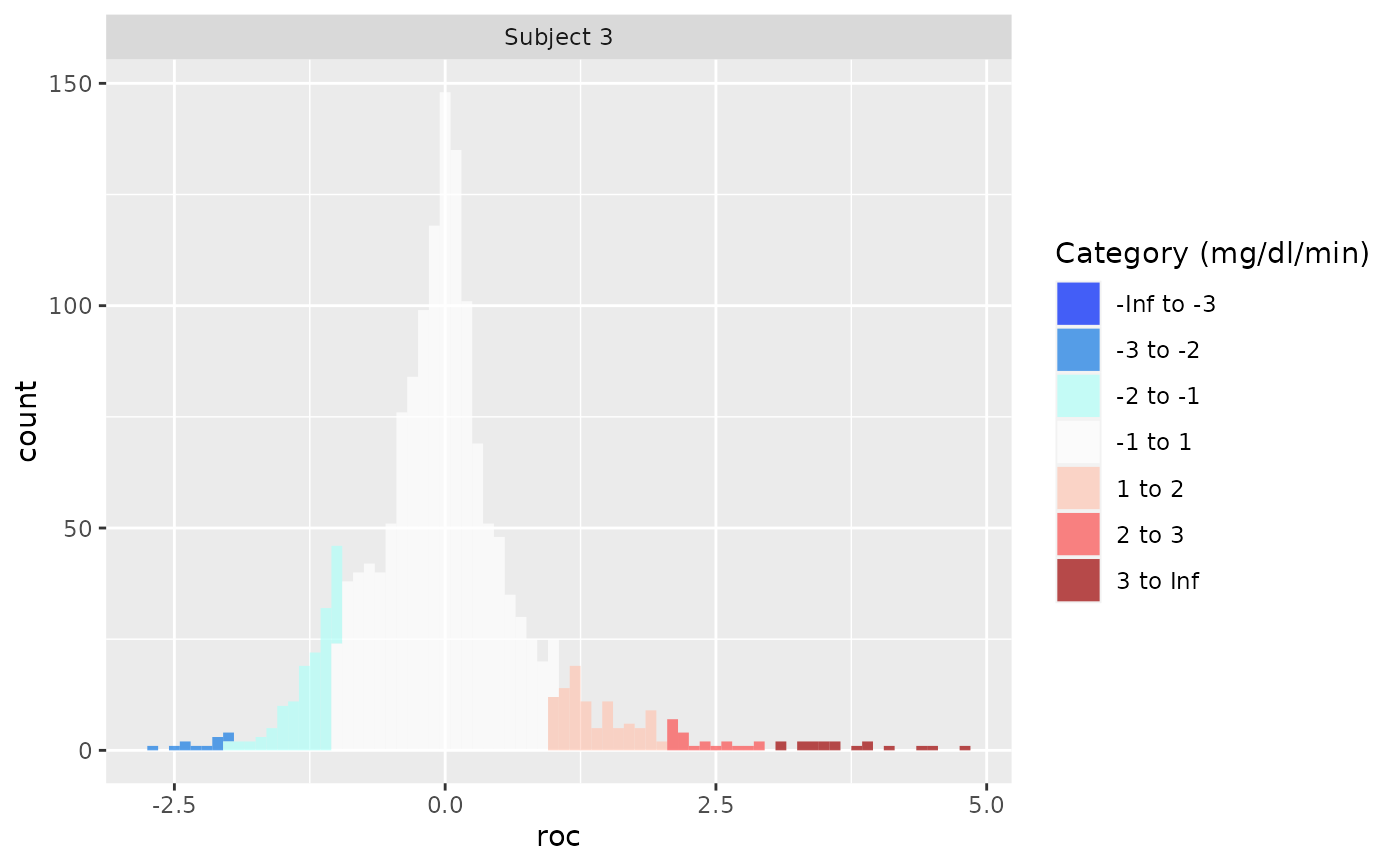 Subject 3
150
100
50
0
count
-2.5
0.0
2.5
5.0
roc
Category (mg/dl/min)
-Inf to -3
-3 to -2
-2 to -1
-1 to 1
1 to 2
2 to 3
3 to Inf